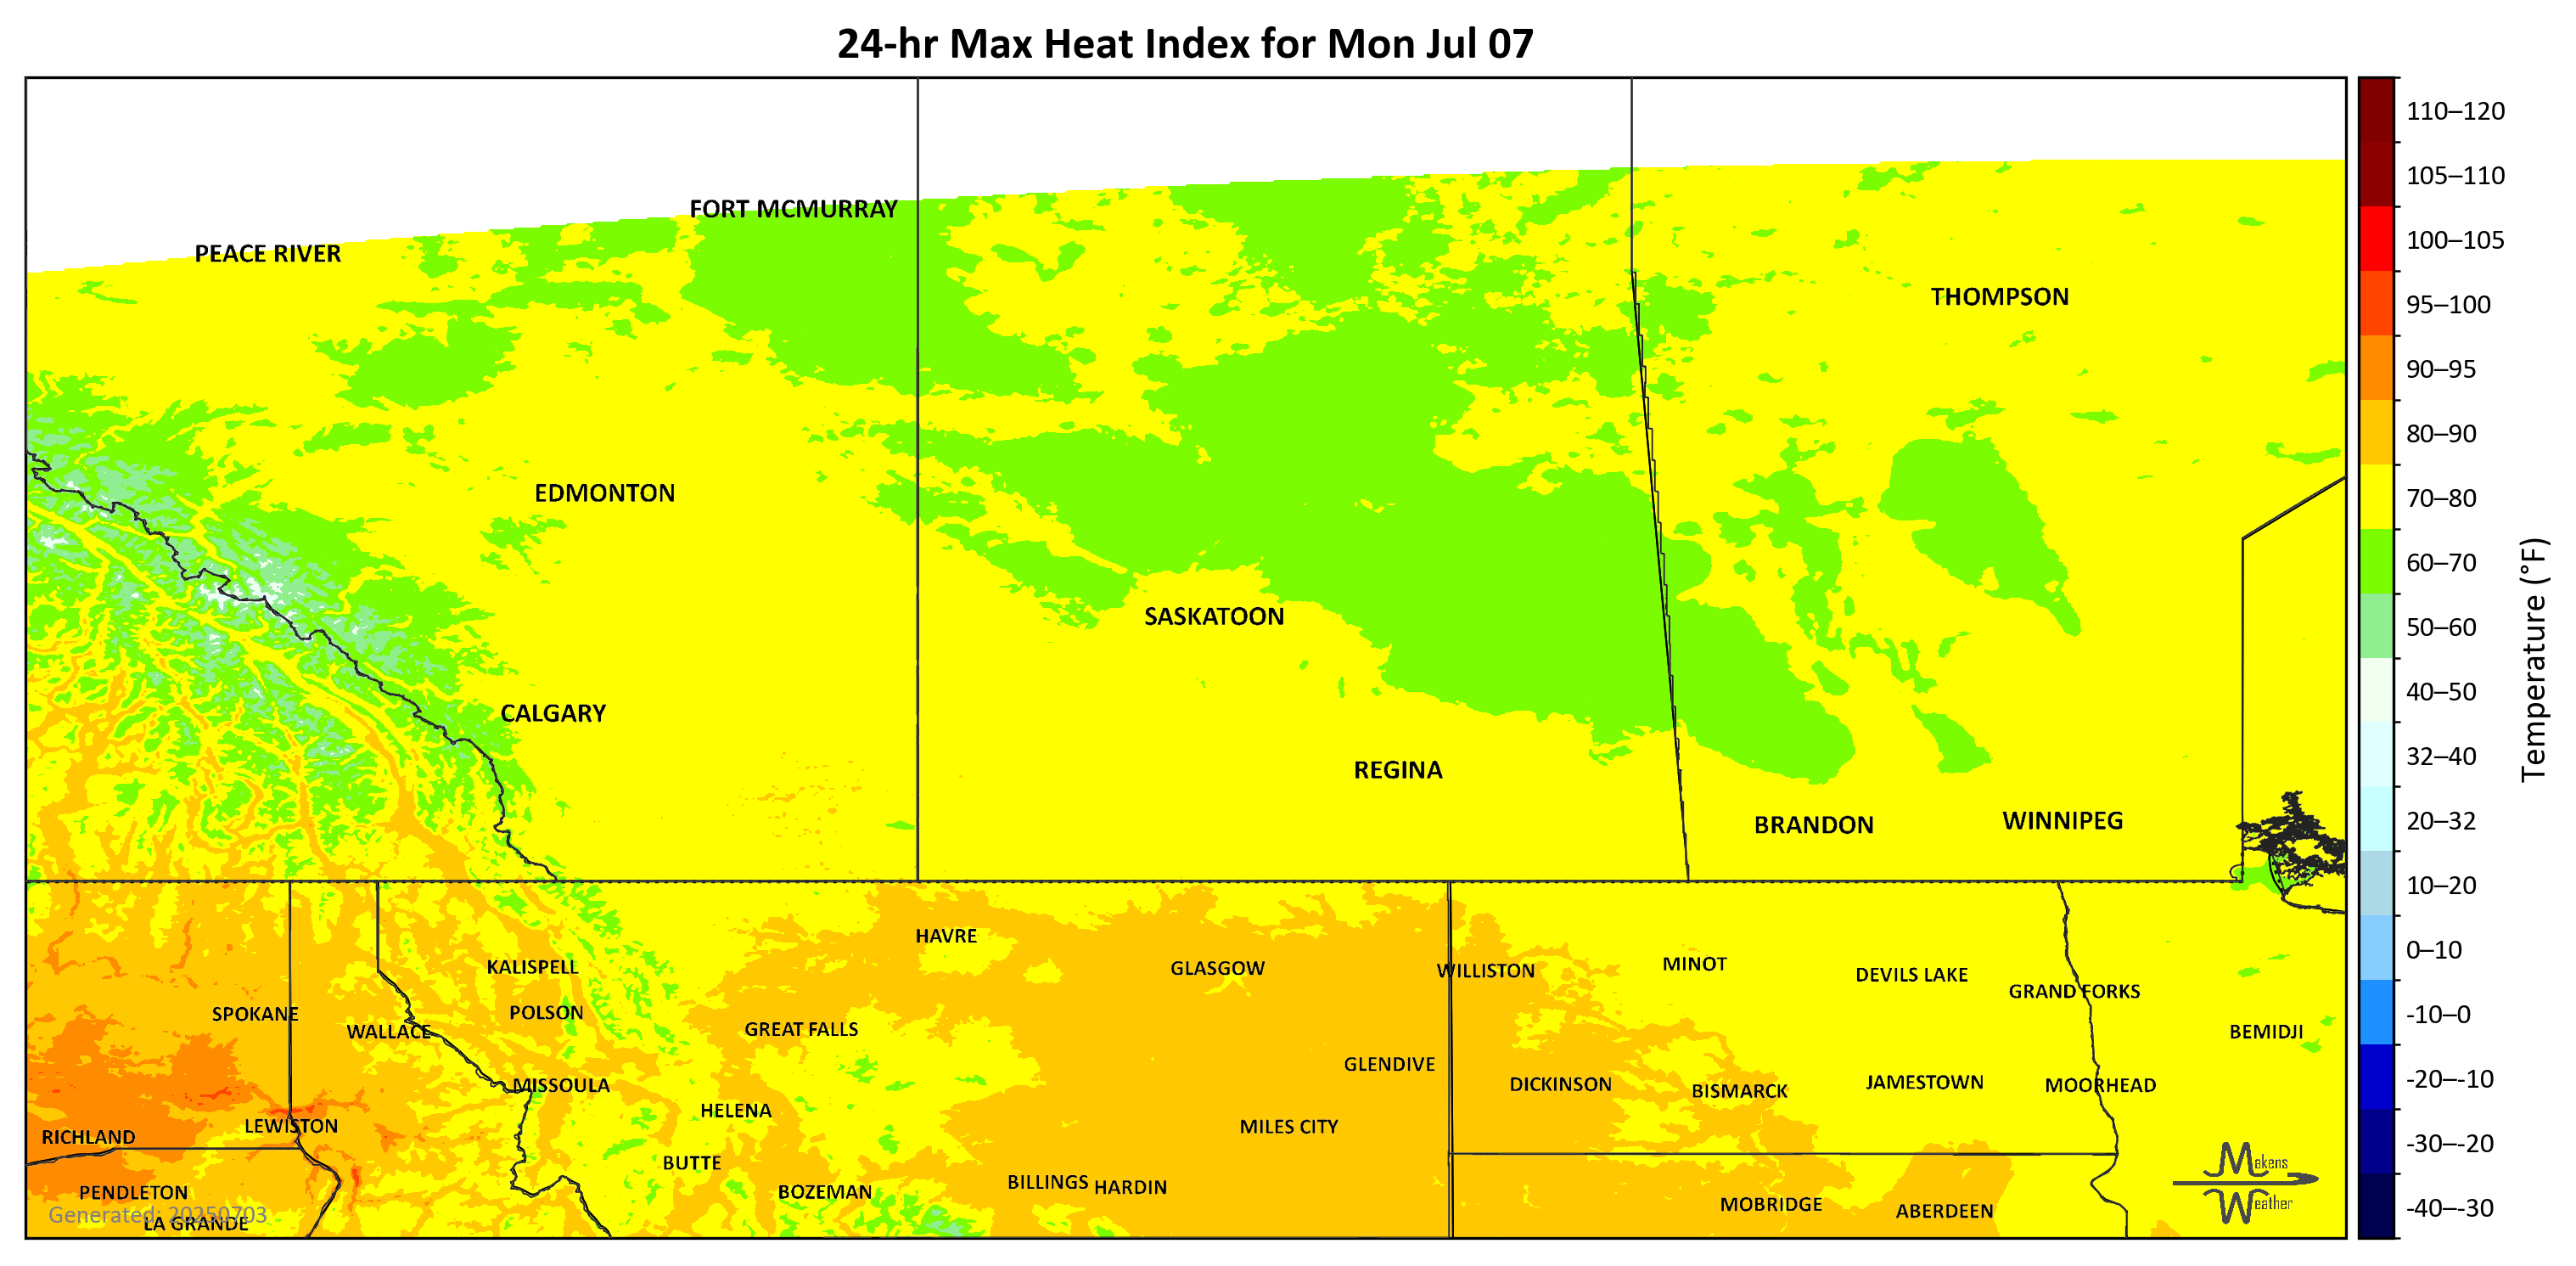 24-hr Max Heat Index for Mon Jul 07
FORT MCMURRAY
PEACE RIVER
THOMPSON
EDMONTON
SASKATOON
CALGARY
REGINA
BRANDON
WINNIPEG
HAVRE
KALISPELL
GLASGOW
WILLISTON
MINOT
DEVILS LAKE
GRAND FORKS
SPOKANE
POLSON
WALLACE
GREAT FALLS
BEMIDJI
GLENDIVE
MISSOULA
DICKINSON
BISMARCK
JAMESTOWN
MOORHEAD
HELENA
LEWISTON
MILES CITY
RICHLAND
BUTTE
PENDLETON
BOZEMAN
BILLINGS
HARDIN
MOBRIDGE
ABERDEEN
Generated: 20250703
LA GRANDE
Makens
Weather
110–120
105–110
100–105
95–100
90–95
80–90
70–80
60–70
50–60
40–50
32–40
20–32
10–20
0–10
-10–0
-20–-10
-30–-20
-40–-30
Temperature (°F)